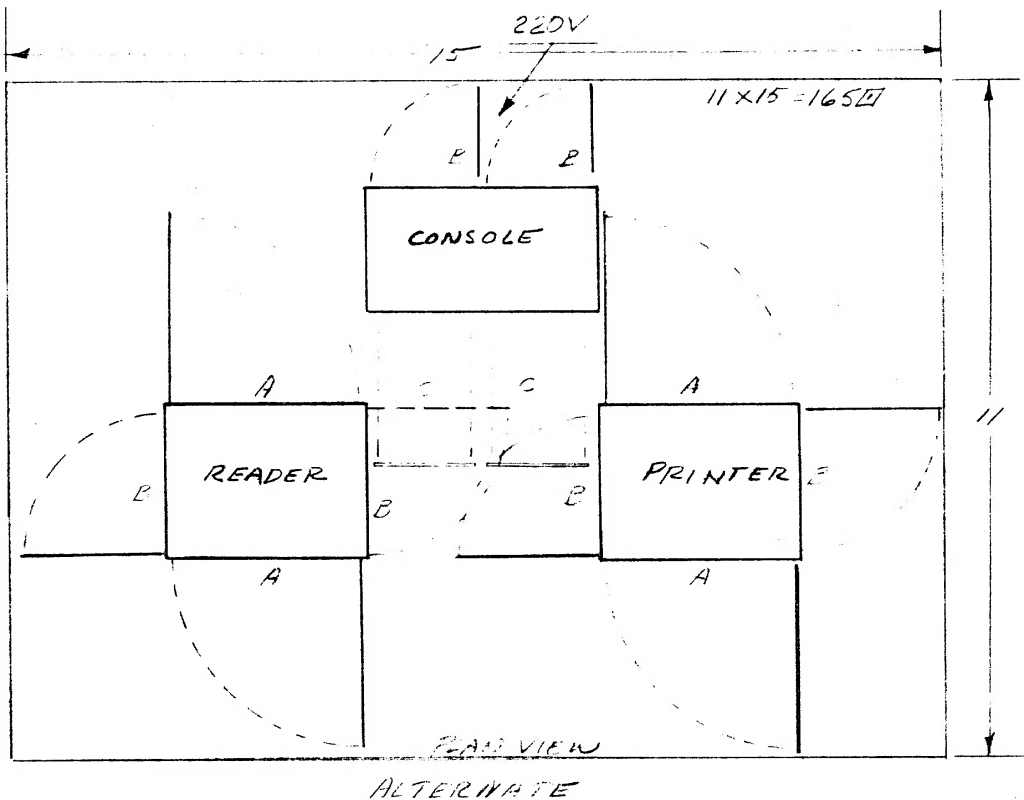 220V
15
11 X 15 = 165
B B
CONSOLE
A C C A
11
READER PRINTER B
B B B
A A
PLAN VIEW
ALTERNATE